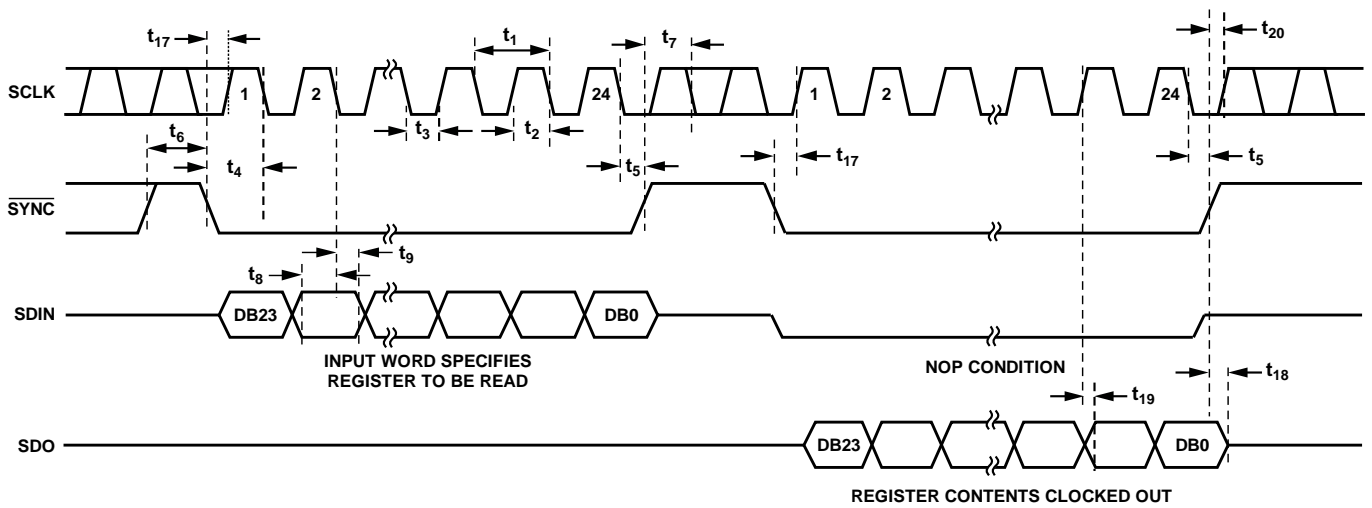 t17 t1 t7 t20
SCLK 1 2 24 1 2 24
t3 t2
t6 t4 t5 t17 t5
SYNC
t9
t8
SDIN DB23 DB0
INPUT WORD SPECIFIES
REGISTER TO BE READ
NOP CONDITION
t18
t19
SDO DB23 DB0
REGISTER CONTENTS CLOCKED OUT